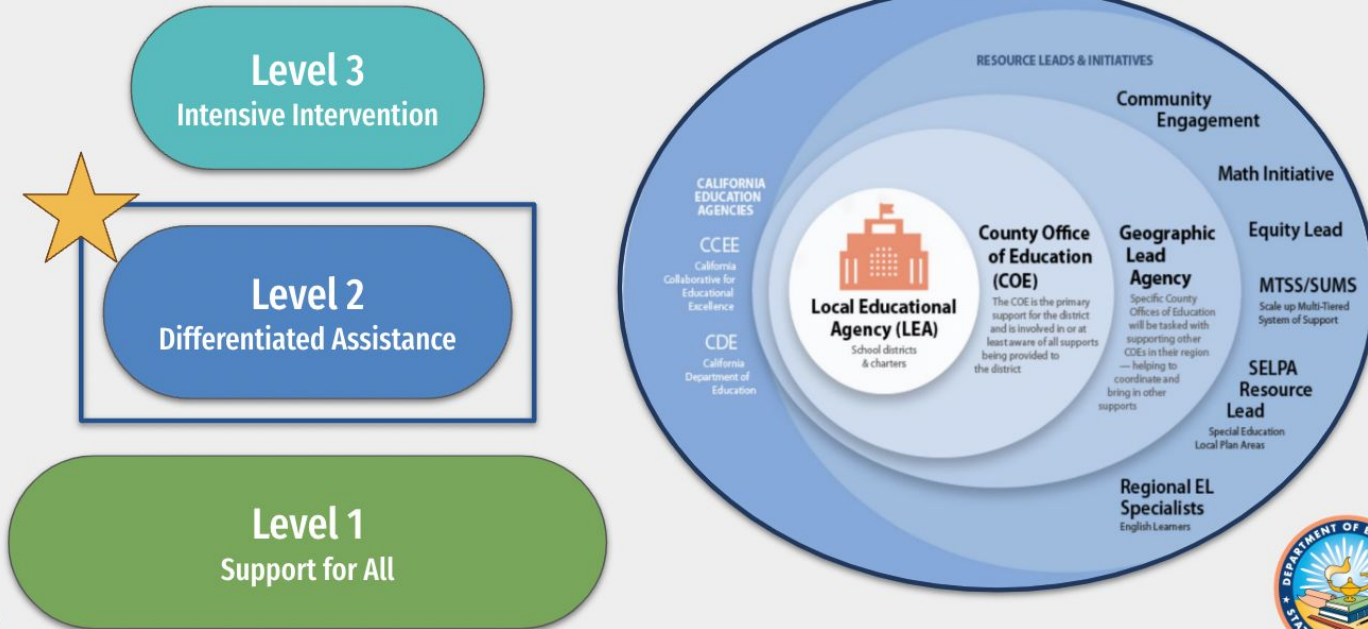 Level 3
Intensive Intervention
Level 2
Differentiated Assistance
Level 1
Support for All
RESOURCE LEADS & INITIATIVES
Community
Engagement
Math Initiative
Equity Lead
MTSS/SUMS
Scale up Multi-Tiered
System of Support
SELPA
Resource
Lead
Special Education
Local Plan Areas
Regional EL
Specialists
English Learners
CALIFORNIA
EDUCATION
AGENCIES
CCEE
California
Collaborative for
Educational
Excellence
CDE
California
Department of
Education
Local Educational
Agency (LEA)
School districts
& charters
County Office
of Education
(COE)
The COE is the primary
support for the district
and is involved in or at
least aware of all supports
being provided to
the district
Geographic
Lead
Agency
Specific County
Offices of Education
will be tasked with
supporting other
COEs in their region
— helping to
coordinate and
bring in other
supports
DEPARTMENT OF